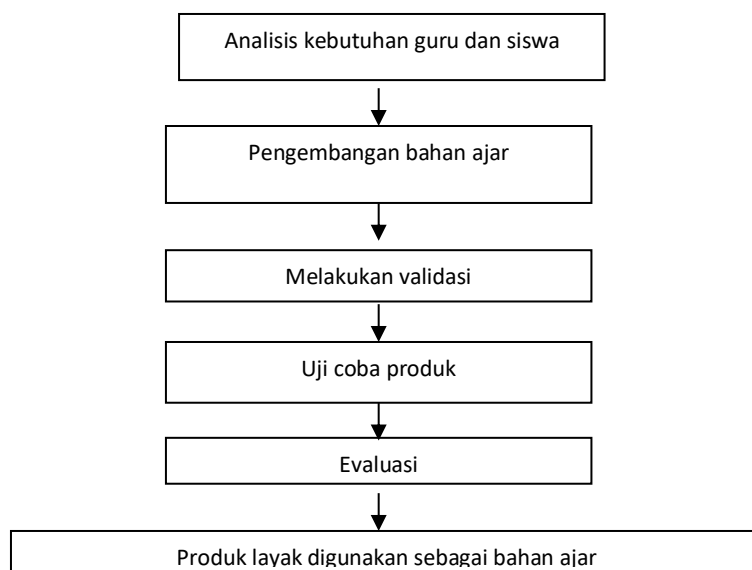 Analisis kebutuhan guru dan siswa
Pengembangan bahan ajar
Melakukan validasi
Uji coba produk
Evaluasi
Produk layak digunakan sebagai bahan ajar